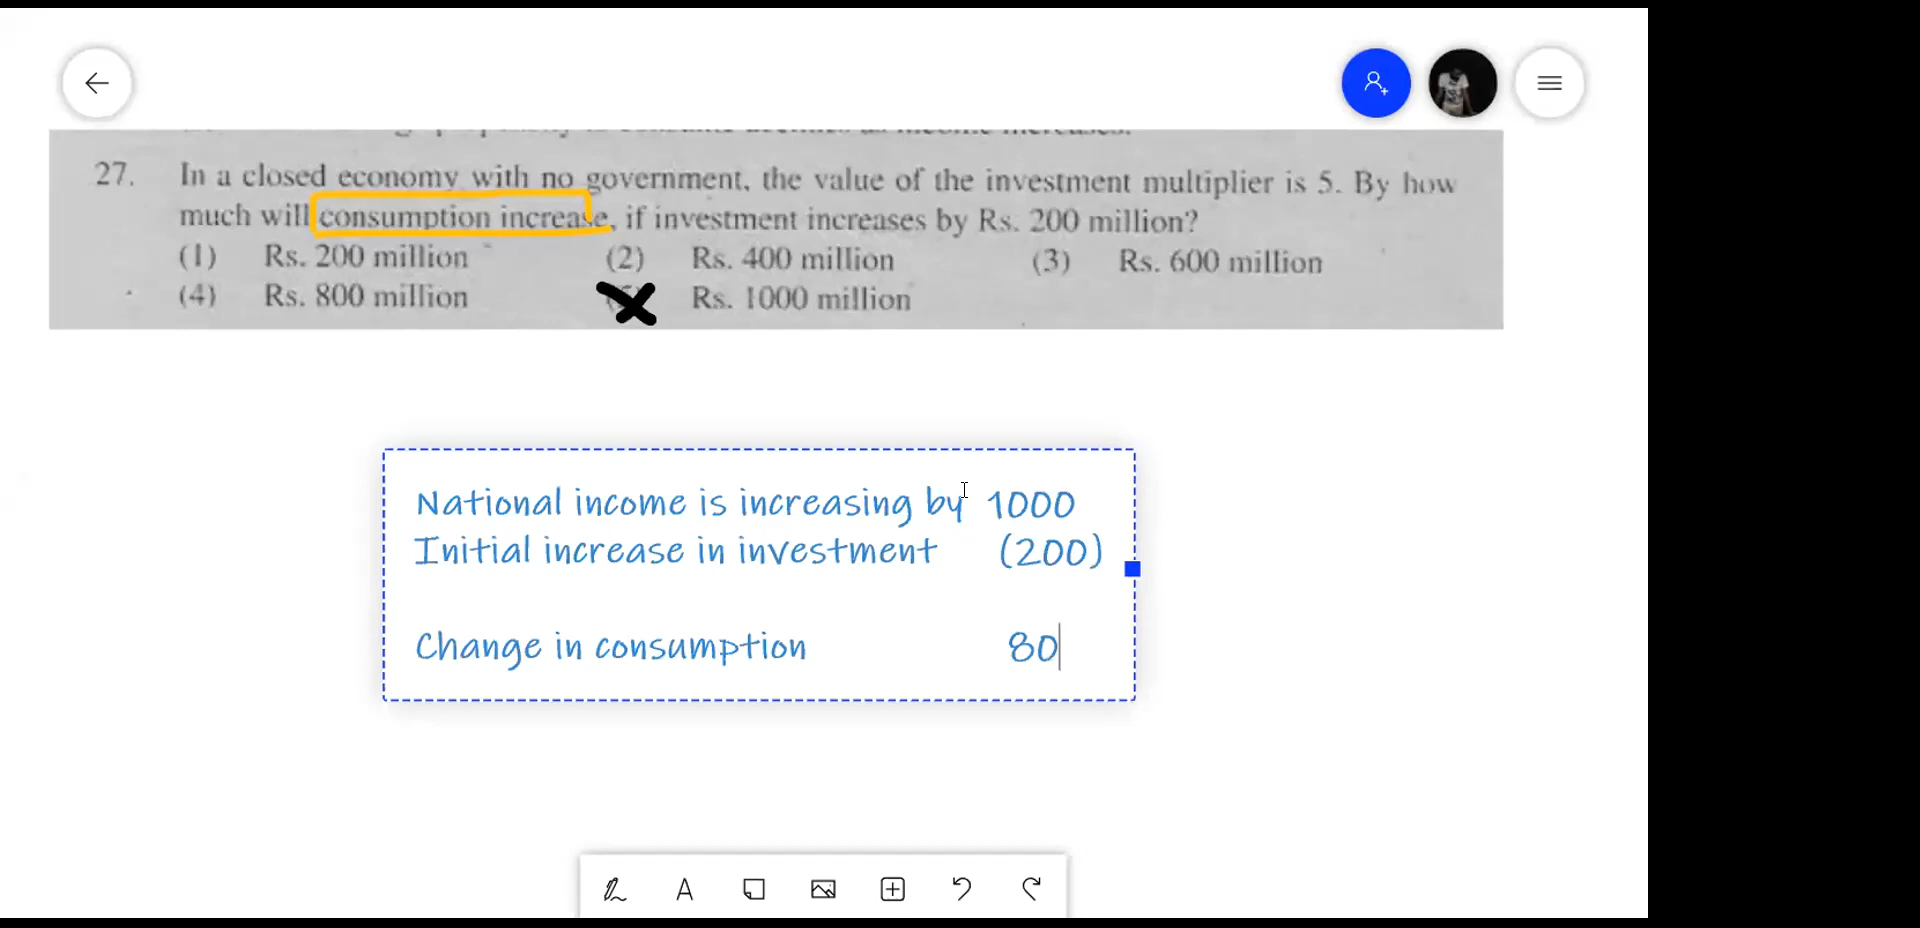 27. In a closed economy with no government, the value of the investment multiplier is 5. By how
much will consumption increase, if investment increases by Rs. 200 million?
(1) Rs. 200 million (2) Rs. 400 million (3) Rs. 600 million
(4) Rs. 800 million Rs. 1000 million
National income is increasing by 1000
Initial increase in investment (200)
Change in consumption 80